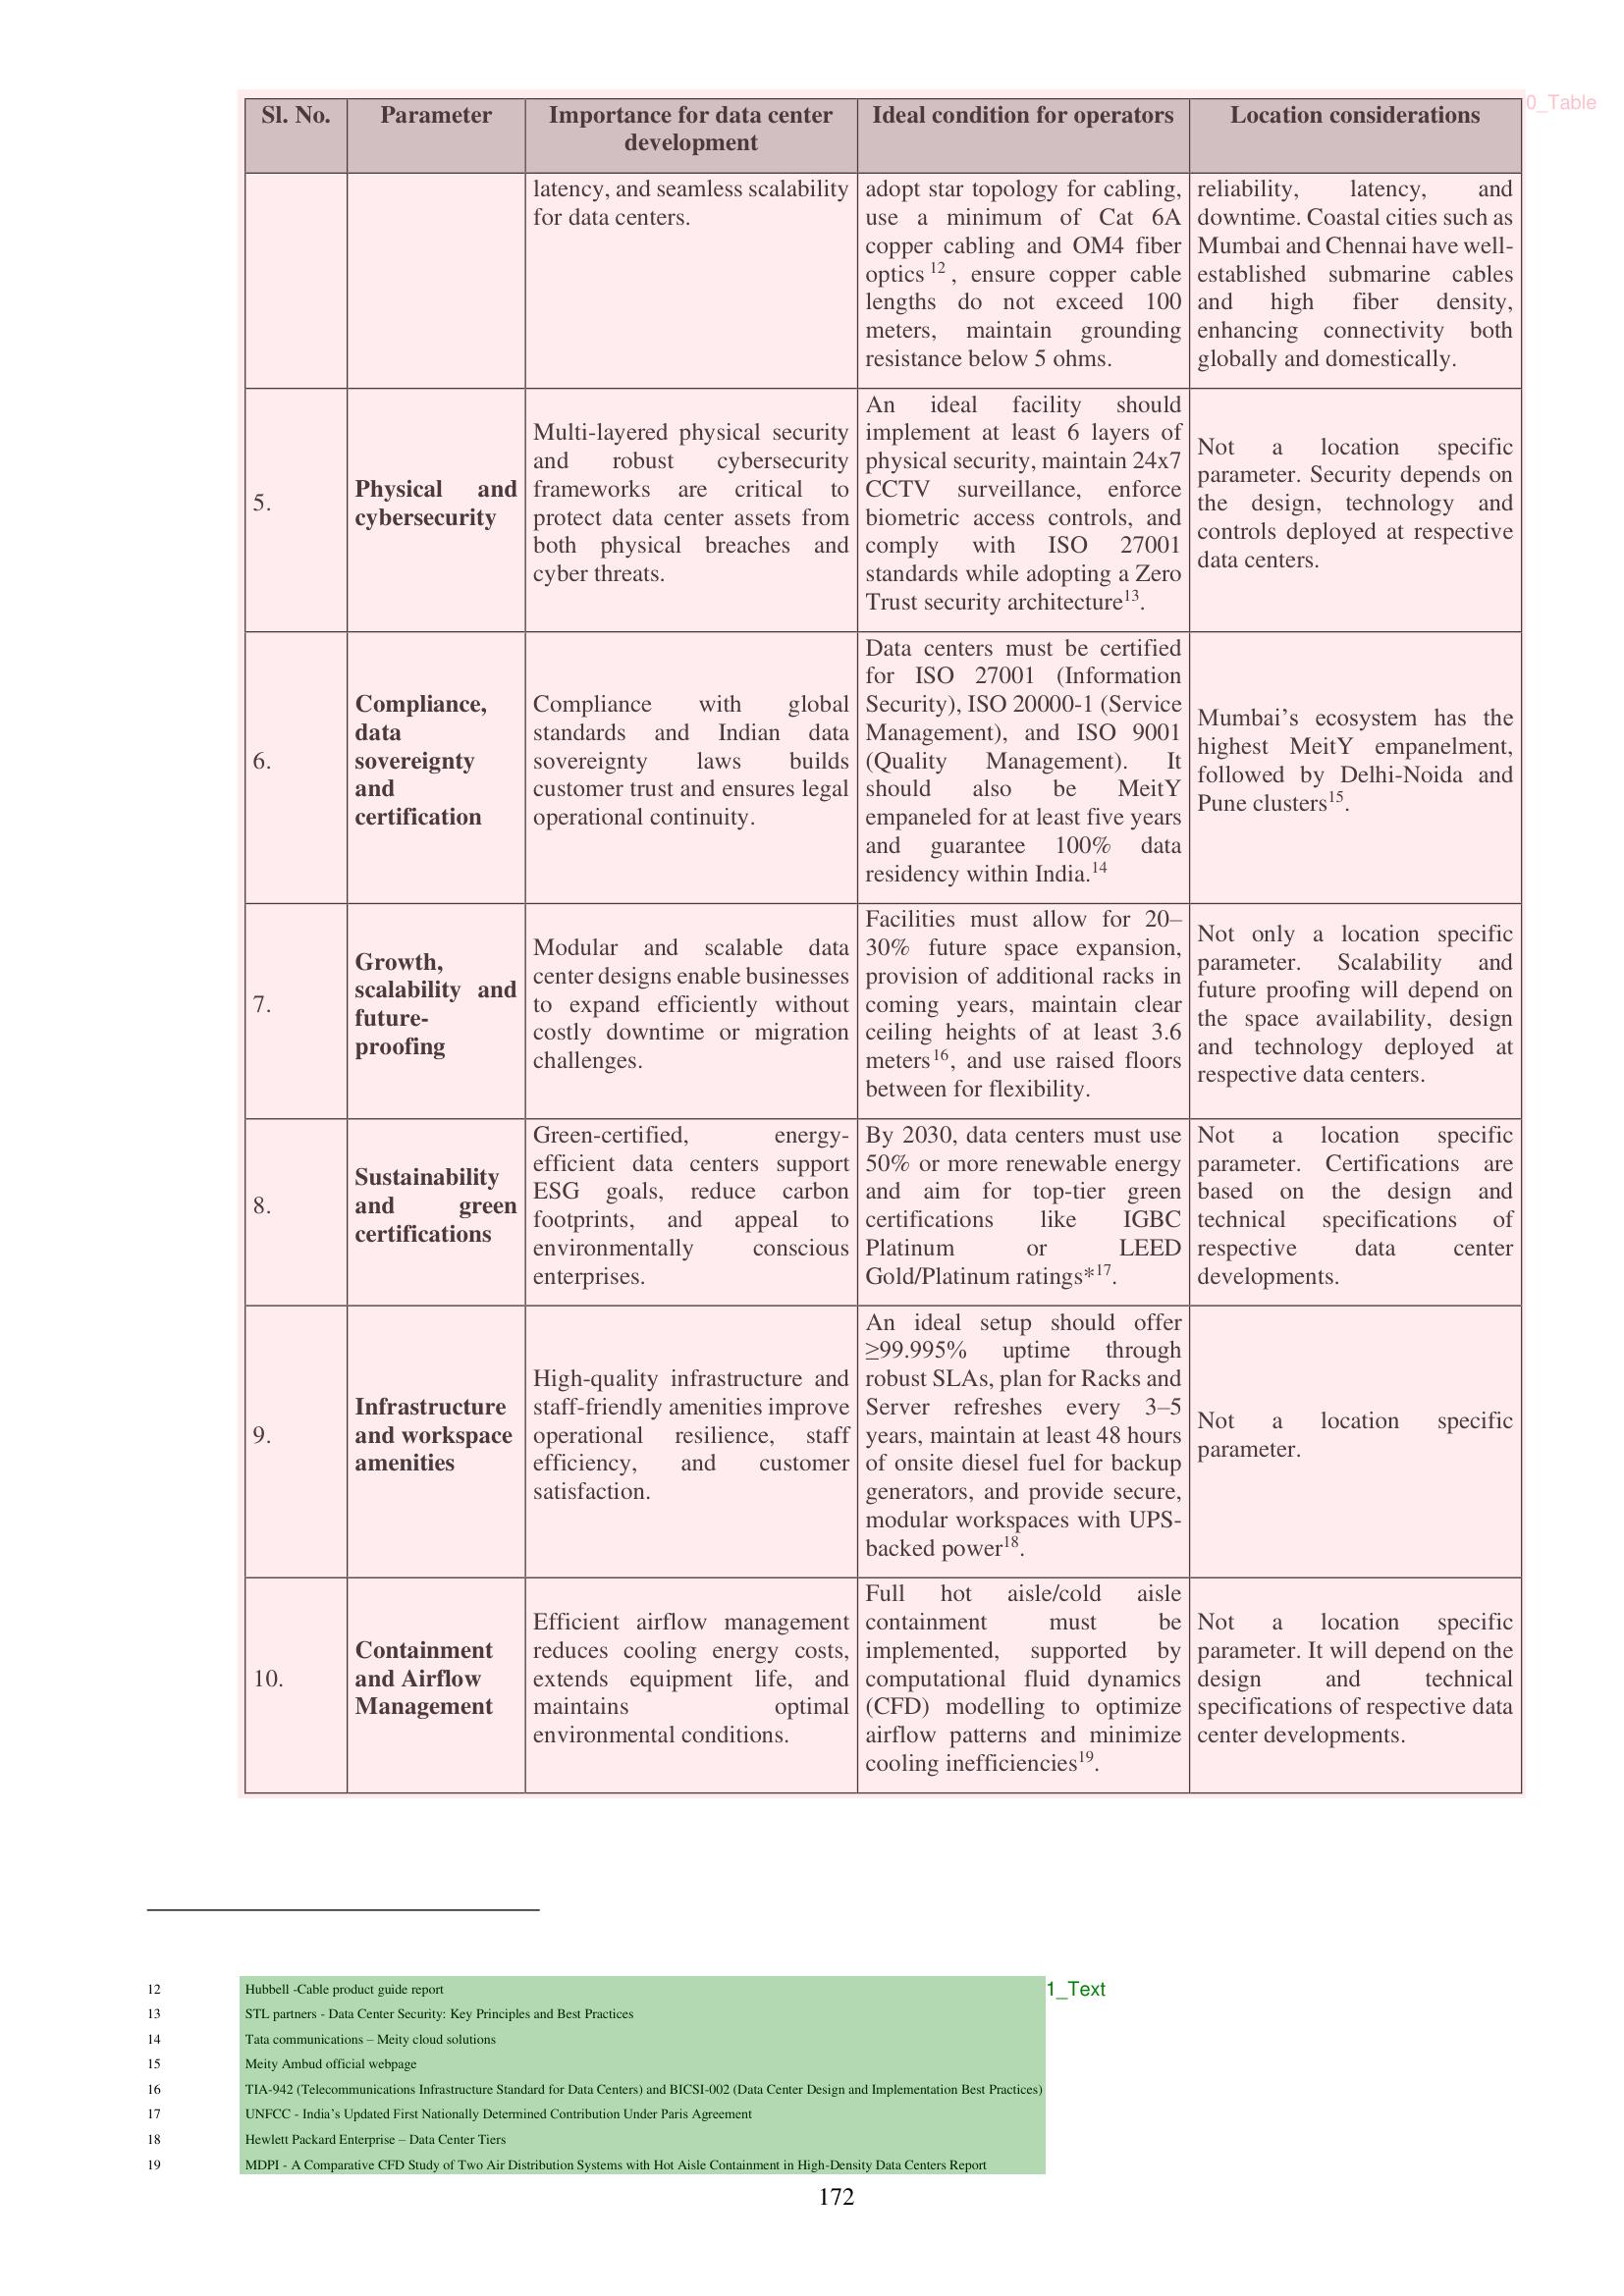 0_Table
Sl. No.
Parameter
Importance for data center
development
Ideal condition for operators
Location considerations
latency, and seamless scalability
for data centers.
adopt star topology for cabling,
use a minimum of Cat 6A
copper cabling and OM4 fiber
optics 12 , ensure copper cable
lengths do not exceed 100
meters, maintain grounding
resistance below 5 ohms.
reliability, latency, and
downtime. Coastal cities such as
Mumbai and Chennai have well-
established submarine cables
and high fiber density,
enhancing connectivity both
globally and domestically.
5.
Physical and
cybersecurity
Multi-layered physical security
and robust cybersecurity
frameworks are critical to
protect data center assets from
both physical breaches and
cyber threats.
An ideal facility should
implement at least 6 layers of
physical security, maintain 24x7
CCTV surveillance, enforce
biometric access controls, and
comply with ISO 27001
standards while adopting a Zero
Trust security architecture13.
Not a location specific
parameter. Security depends on
the design, technology and
controls deployed at respective
data centers.
6.
Compliance,
data
sovereignty
and
certification
Compliance with global
standards and Indian data
sovereignty laws builds
customer trust and ensures legal
operational continuity.
Data centers must be certified
for ISO 27001 (Information
Security), ISO 20000-1 (Service
Management), and ISO 9001
(Quality Management). It
should also be MeitY
empaneled for at least five years
and guarantee 100% data
residency within India.14
Mumbai’s ecosystem has the
highest MeitY empanelment,
followed by Delhi-Noida and
Pune clusters15.
7.
Growth,
scalability and
future-
proofing
Modular and scalable data
center designs enable businesses
to expand efficiently without
costly downtime or migration
challenges.
Facilities must allow for 20–
30% future space expansion,
provision of additional racks in
coming years, maintain clear
ceiling heights of at least 3.6
meters16, and use raised floors
between for flexibility.
Not only a location specific
parameter. Scalability and
future proofing will depend on
the space availability, design
and technology deployed at
respective data centers.
8.
Sustainability
and green
certifications
Green-certified, energy-
efficient data centers support
ESG goals, reduce carbon
footprints, and appeal to
environmentally conscious
enterprises.
By 2030, data centers must use
50% or more renewable energy
and aim for top-tier green
certifications like IGBC
Platinum or LEED
Gold/Platinum ratings*17.
Not a location specific
parameter. Certifications are
based on the design and
technical specifications of
respective data center
developments.
9.
Infrastructure
and workspace
amenities
High-quality infrastructure and
staff-friendly amenities improve
operational resilience, staff
efficiency, and customer
satisfaction.
An ideal setup should offer
≥99.995% uptime through
robust SLAs, plan for Racks and
Server refreshes every 3–5
years, maintain at least 48 hours
of onsite diesel fuel for backup
generators, and provide secure,
modular workspaces with UPS-
backed power18.
Not a location specific
parameter.
10.
Containment
and Airflow
Management
Efficient airflow management
reduces cooling energy costs,
extends equipment life, and
maintains optimal
environmental conditions.
Full hot aisle/cold aisle
containment must be
implemented, supported by
computational fluid dynamics
(CFD) modelling to optimize
airflow patterns and minimize
cooling inefficiencies19.
Not a location specific
parameter. It will depend on the
design and technical
specifications of respective data
center developments.
1_Text
12 Hubbell -Cable product guide report
13 STL partners - Data Center Security: Key Principles and Best Practices
14 Tata communications – Meity cloud solutions
15 Meity Ambud official webpage
16 TIA-942 (Telecommunications Infrastructure Standard for Data Centers) and BICSI-002 (Data Center Design and Implementation Best Practices)
17 UNFCC - India’s Updated First Nationally Determined Contribution Under Paris Agreement
18 Hewlett Packard Enterprise – Data Center Tiers
19 MDPI - A Comparative CFD Study of Two Air Distribution Systems with Hot Aisle Containment in High-Density Data Centers Report
172